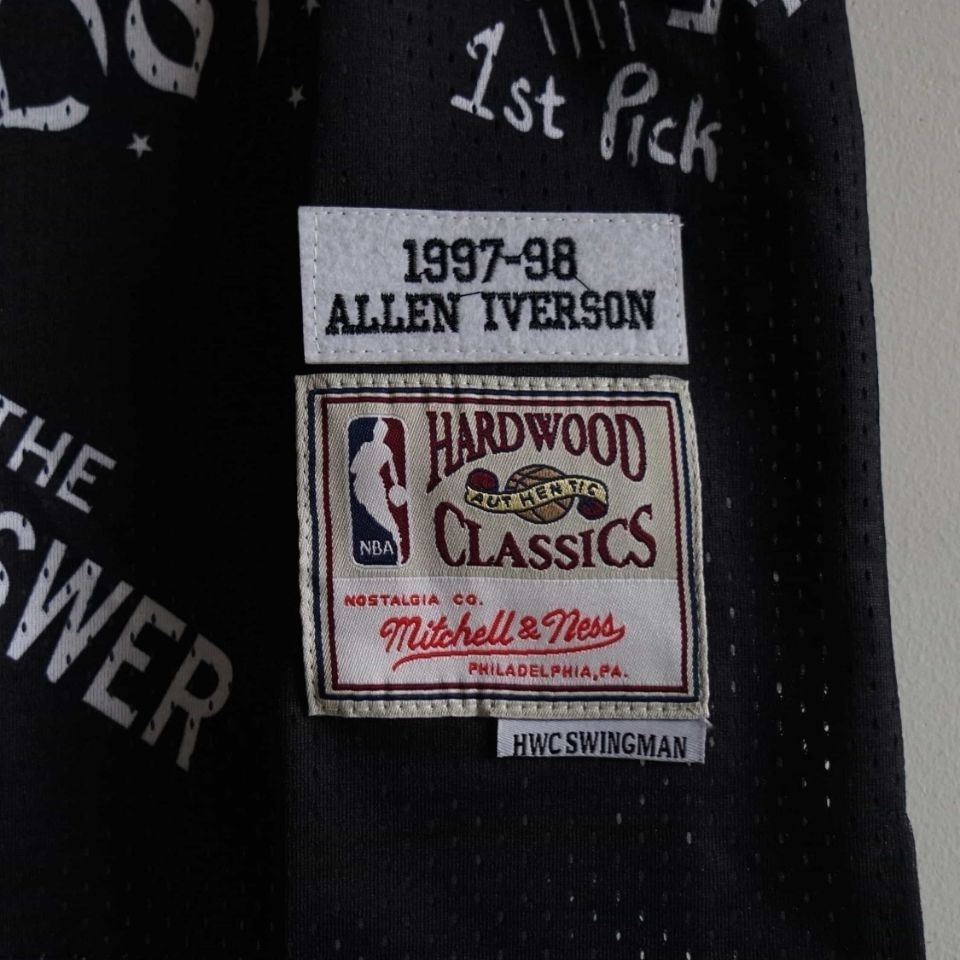 1st Pick
1997-98
ALLEN IVERSON
THE
HARDWOOD
AUTHENTIC
CLASSICS
NBA
NOSTALGIA CO.
Mitchell & Ness
PHILADELPHIA, PA.
HWC SWINGMAN